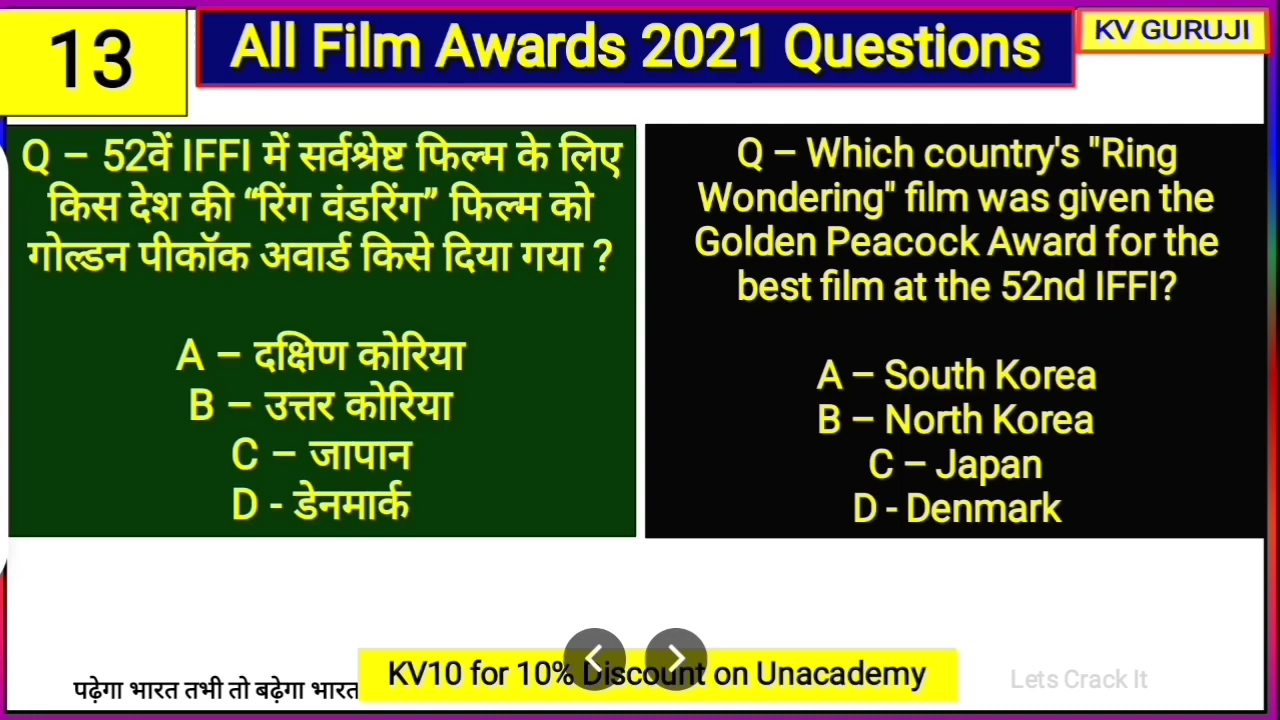 13
All Film Awards 2021 Questions
KV GURUJI
Q – 52वें IFFI में सर्वश्रेष्ट फिल्म के लिए
किस देश की “रिंग वंडरिंग” फिल्म को
गोल्डन पीकॉक अवार्ड किसे दिया गया ?
A – दक्षिण कोरिया
B – उत्तर कोरिया
C – जापान
D - डेनमार्क
Q – Which country's "Ring
Wondering" film was given the
Golden Peacock Award for the
best film at the 52nd IFFI?
A – South Korea
B – North Korea
C – Japan
D - Denmark
पढ़ेगा भारत तभी तो बढ़ेगा भारत
KV10 for 10% Discount on Unacademy
Lets Crack It